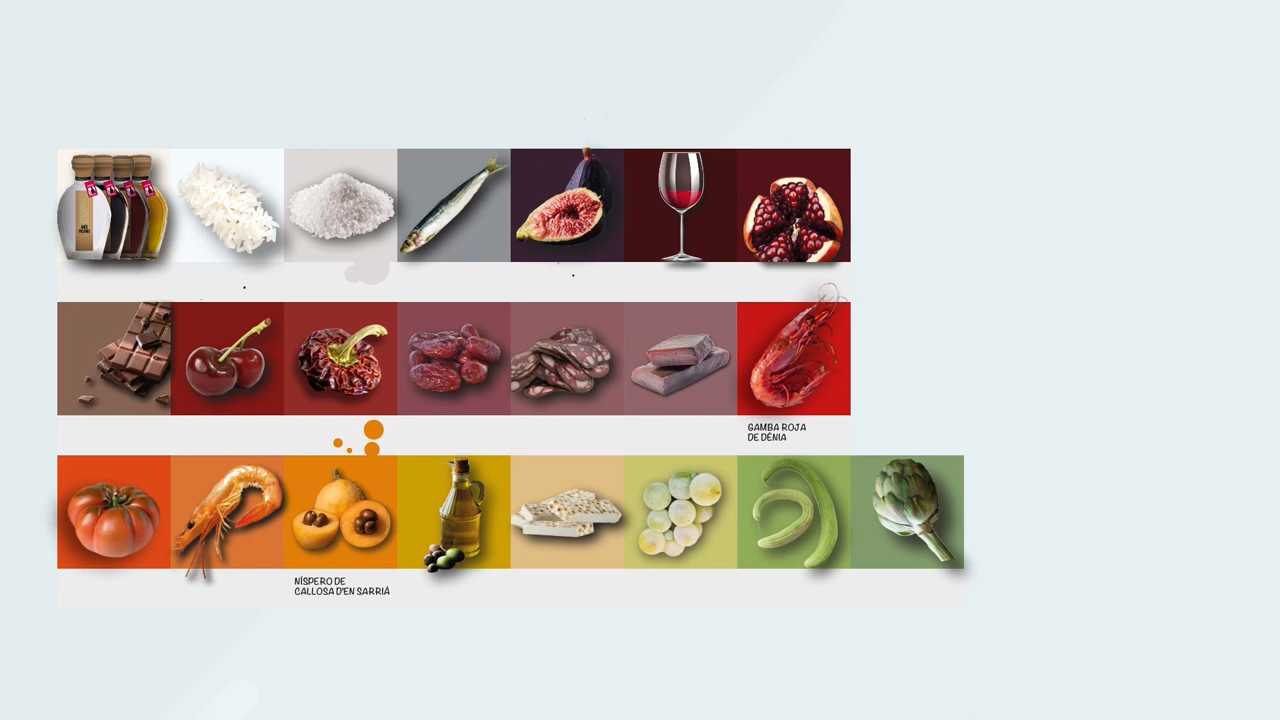 GAMBA ROJA
DE DÉNIA
NÍSPERO DE
CALLOSA D'EN SARRIÀ